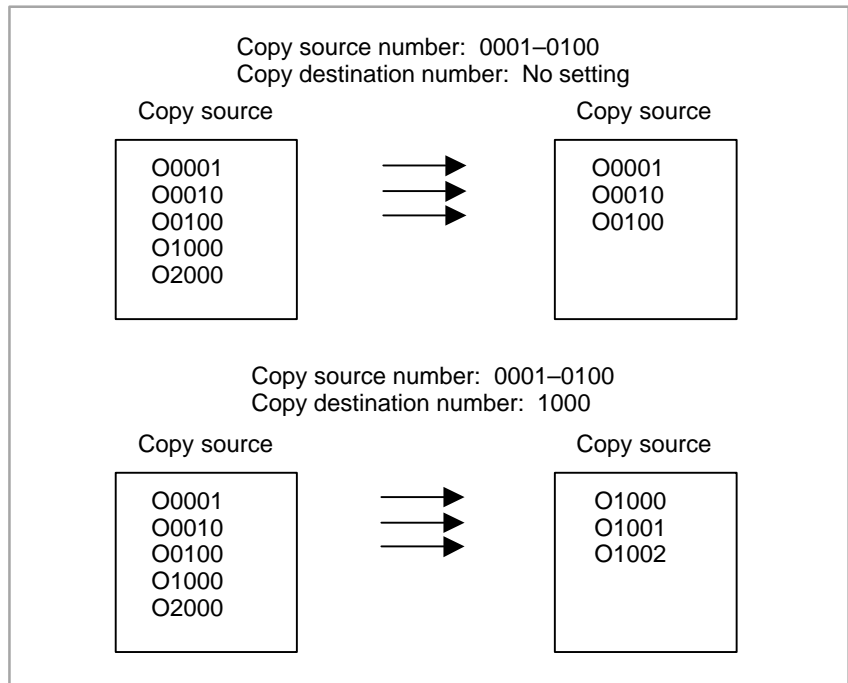 Copy source number: 0001–0100
Copy destination number: No setting
Copy source
Copy source
O0001
O0010
O0100
O1000
O2000
O0001
O0010
O0100
Copy source number: 0001–0100
Copy destination number: 1000
Copy source
Copy source
O0001
O0010
O0100
O1000
O2000
O1000
O1001
O1002